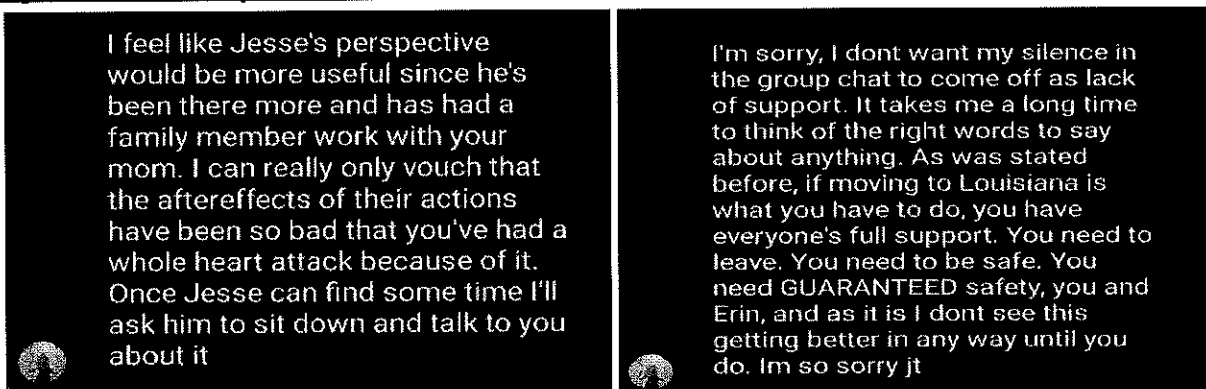 I feel like Jesse's perspective
would be more useful since he's
been there more and has had a
family member work with your
mom. I can really only vouch that
the aftereffects of their actions
have been so bad that you've had a
whole heart attack because of it.
Once Jesse can find some time I'll
ask him to sit down and talk to you
about it
I'm sorry, I dont want my silence in
the group chat to come off as lack
of support. It takes me a long time
to think of the right words to say
about anything. As was stated
before, if moving to Louisiana is
what you have to do, you have
everyone's full support. You need to
leave. You need to be safe. You
need GUARANTEED safety, you and
Erin, and as it is I dont see this
getting better in any way until you
do. Im so sorry jt